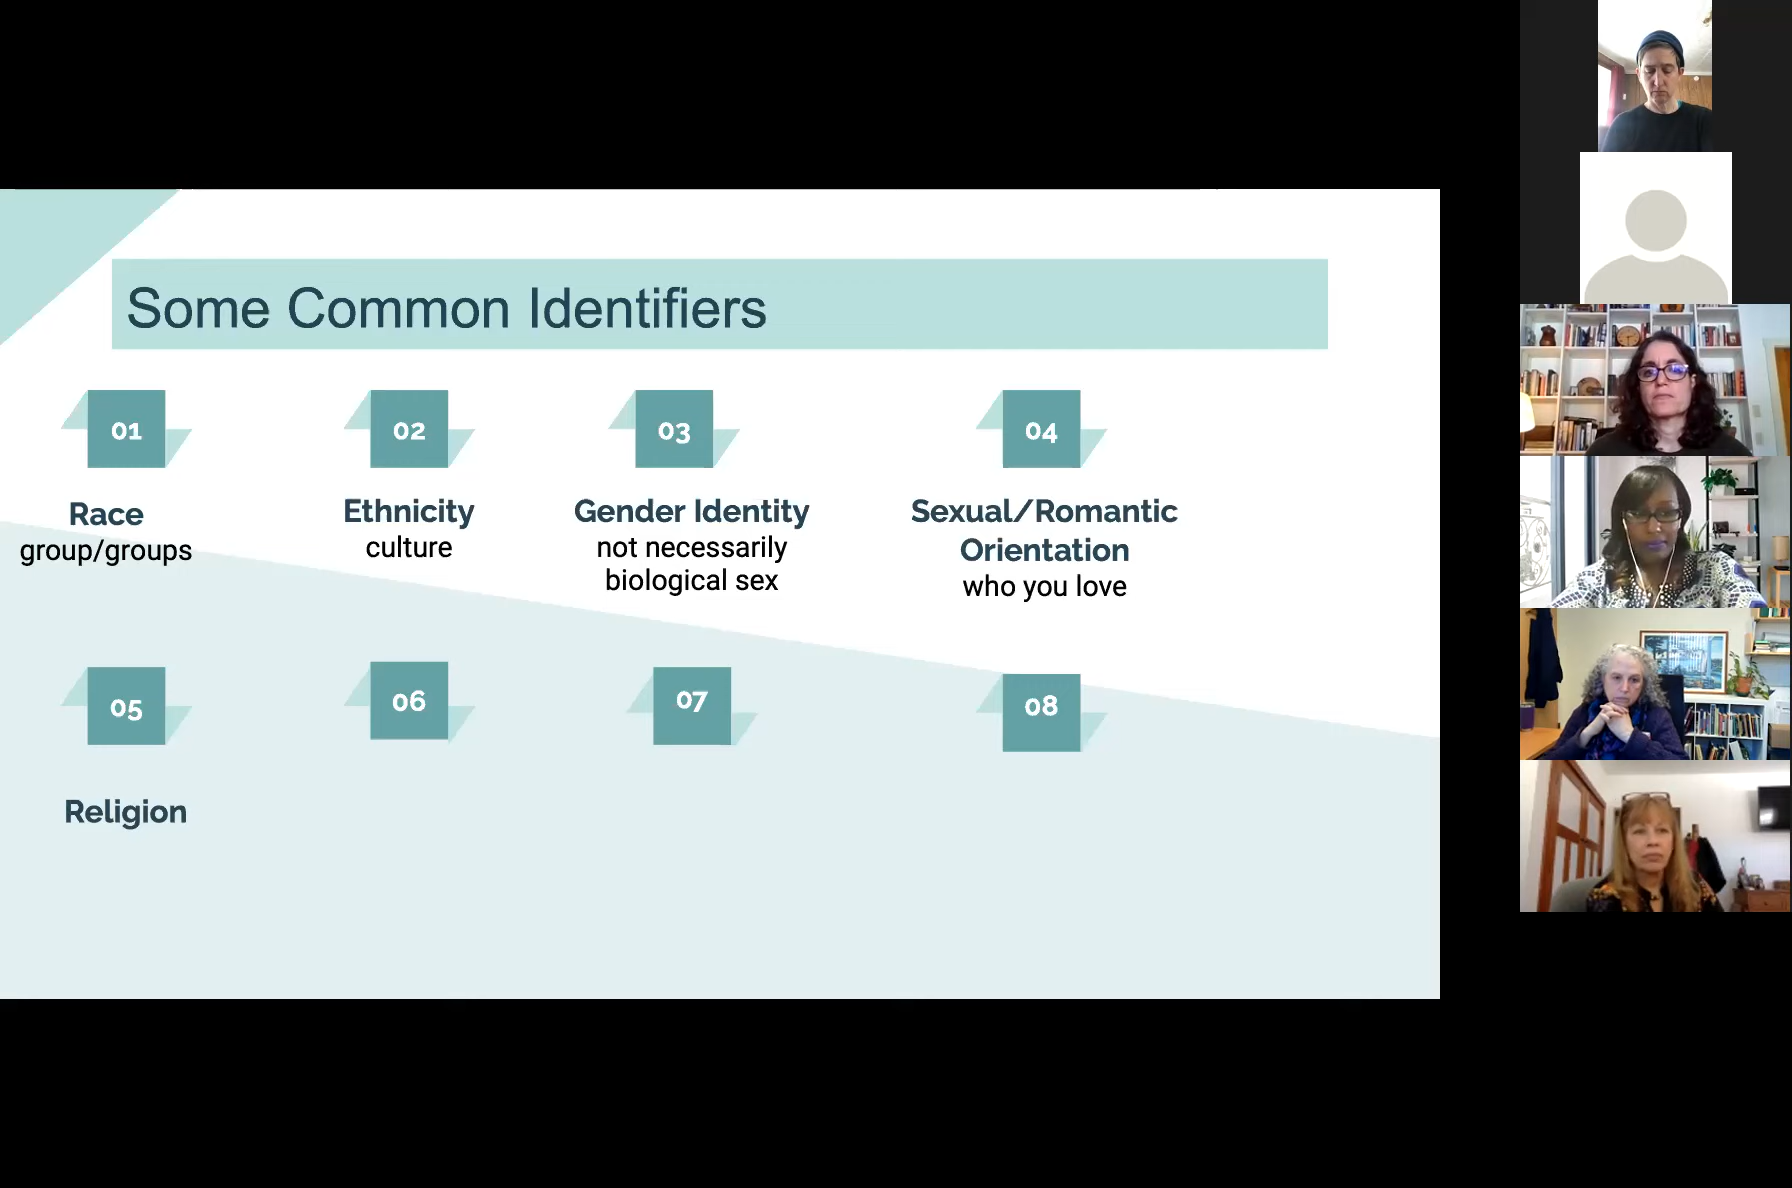 Some Common Identifiers
01
02
03
04
Race
group/groups
Ethnicity
culture
Gender Identity
not necessarily
biological sex
Sexual/Romantic
Orientation
who you love
05
06
07
08
Religion